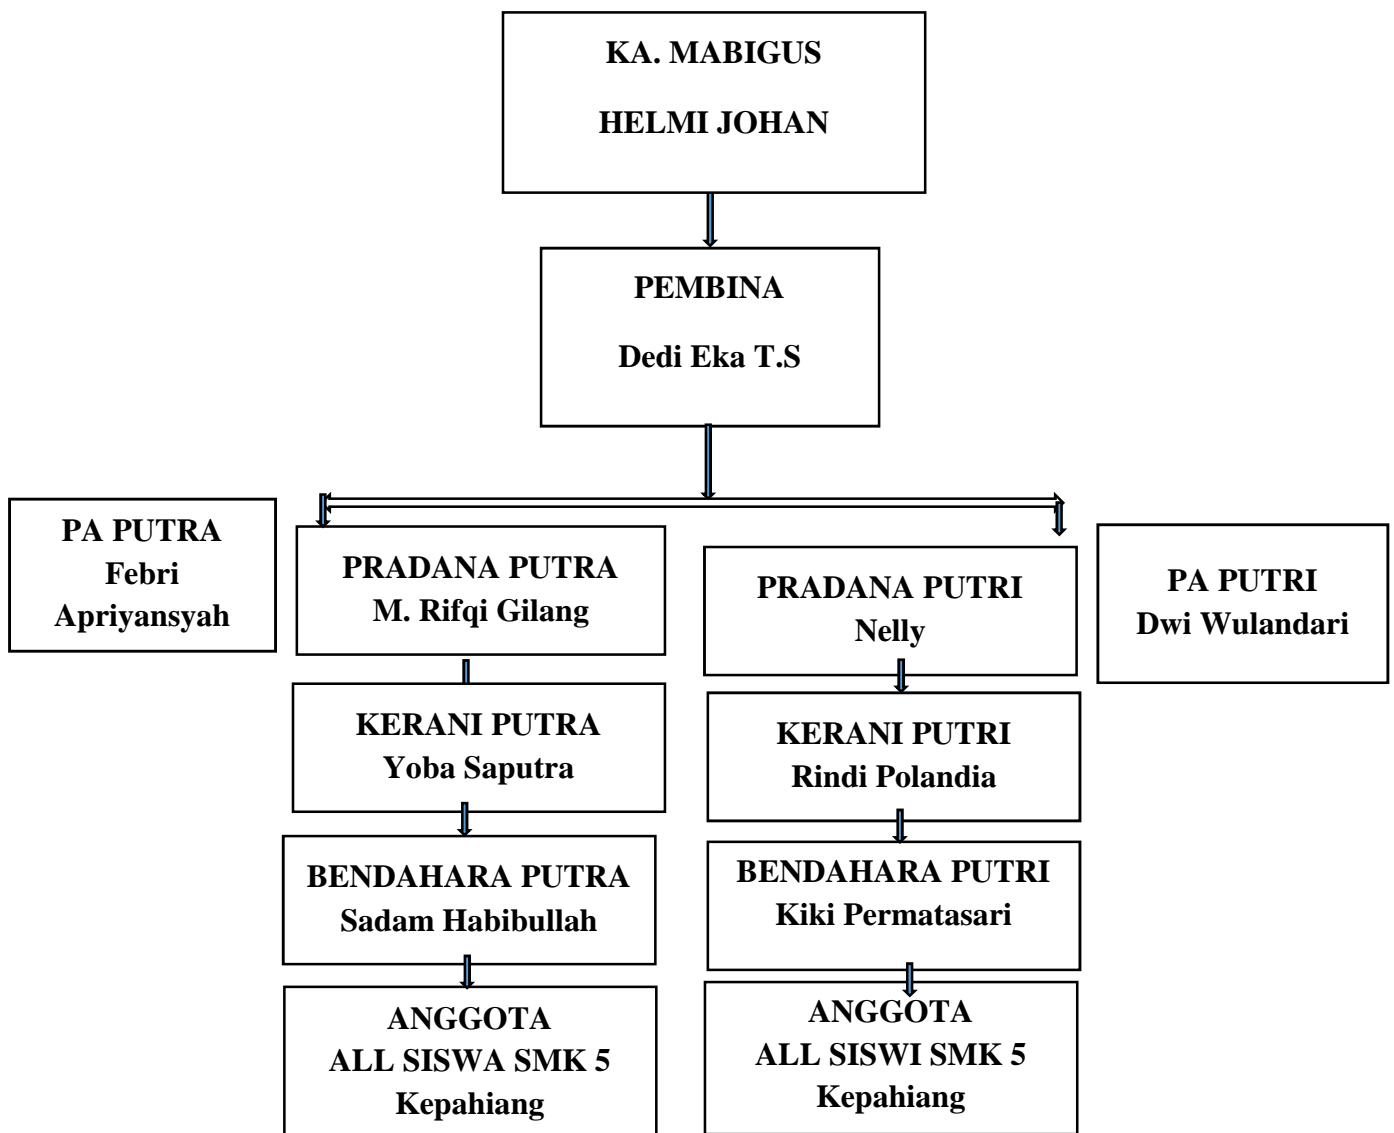 KA. MABIGUS
HELMI JOHAN
PEMBINA
Dedi Eka T.S
PA PUTRA
Febri
Apriyansyah
PRADANA PUTRA
M. Rifqi Gilang
PRADANA PUTRI
Nelly
PA PUTRI
Dwi Wulandari
KERANI PUTRA
Yoba Saputra
KERANI PUTRI
Rindi Polandia
BENDAHARA PUTRA
Sadam Habibullah
BENDAHARA PUTRI
Kiki Permatasari
ANGGOTA
ALL SISWA SMK 5
Kepahiang
ANGGOTA
ALL SISWI SMK 5
Kepahiang